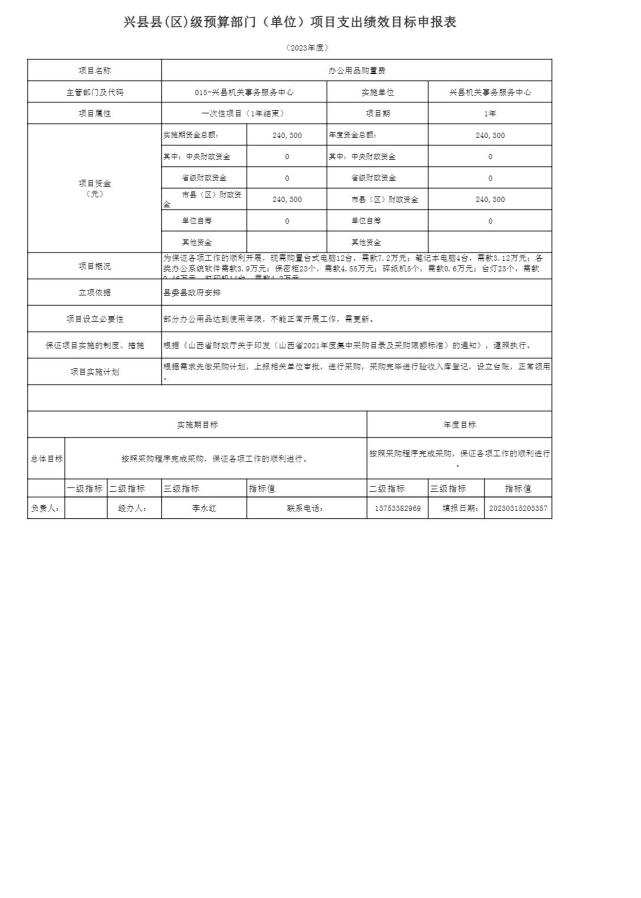 兴县县(区)级预算部门（单位）项目支出绩效目标申报表
（2023年度）
项目名称 办公用品购置费
主管部门及代码 015-兴县机关事务服务中心 实施单位 兴县机关事务服务中心
项目属性 一次性项目（1年结束） 项目期 1年
项目资金
（元）
实施期资金总额： 240,300 年度资金总额： 240,300
其中：中央财政资金 0 其中：中央财政资金 0
省级财政资金 0 省级财政资金 0
市县（区）财政资
金 240,300 市县（区）财政资金 240,300
单位自筹 0 单位自筹 0
其他资金 其他资金
项目概况
为保证各项工作的顺利开展，现需购置台式电脑12台，需款7.2万元；笔记本电脑4台，需款3.12万元；各
类办公系统软件需款3.9万元；保密柜23个，需款4.55万元；碎纸机5个，需款0.6万元；台灯23个，需款
立项依据 县委县政府安排
项目设立必要性 部分办公用品达到使用年限，不能正常开展工作，需更新。
保证项目实施的制度、措施 根据《山西省财政厅关于印发（山西省2021年度集中采购目录及采购限额标准）的通知》，遵照执行。
项目实施计划
根据需求先做采购计划，上报相关单位审批，进行采购，采购完毕进行验收入库登记，设立台账，正常领用
。
实施期目标 年度目标
总体目标 按照采购程序完成采购，保证各项工作的顺利进行。
按照采购程序完成采购，保证各项工作的顺利进行
。
一级指标 二级指标 三级指标 指标值 二级指标 三级指标 指标值
负责人： 经办人： 李永红 联系电话： 13753382969 填报日期： 20230315203357